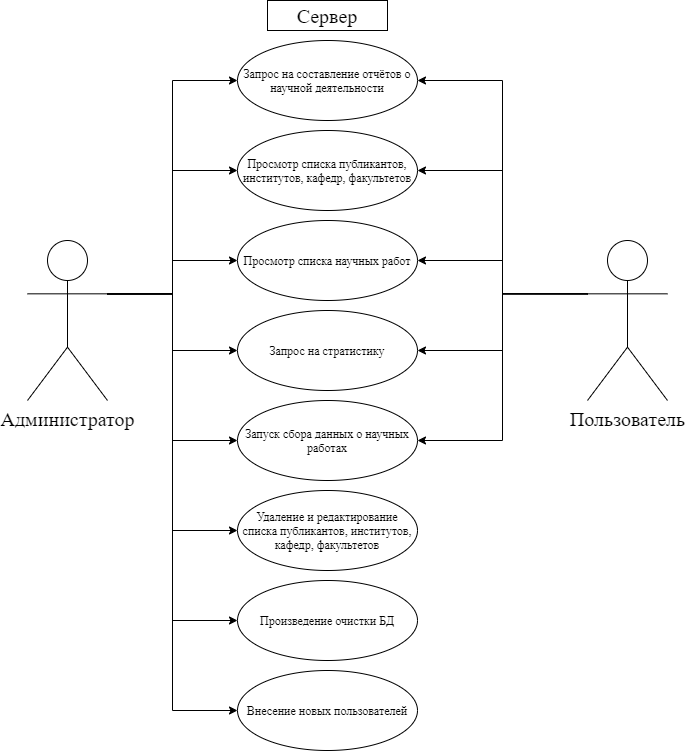 Сервер
Запрос на составление отчётов о
научной деятельности
Просмотр списка публикантов,
институтов, кафедр, факультетов
Просмотр списка научных работ
Запрос на стратистику
Администратор
Пользователь
Запуск сбора данных о научных
работах
Удаление и редактирование
списка публикантов, институтов,
кафедр, факультетов
Произведение очистки БД
Внесение новых пользователей